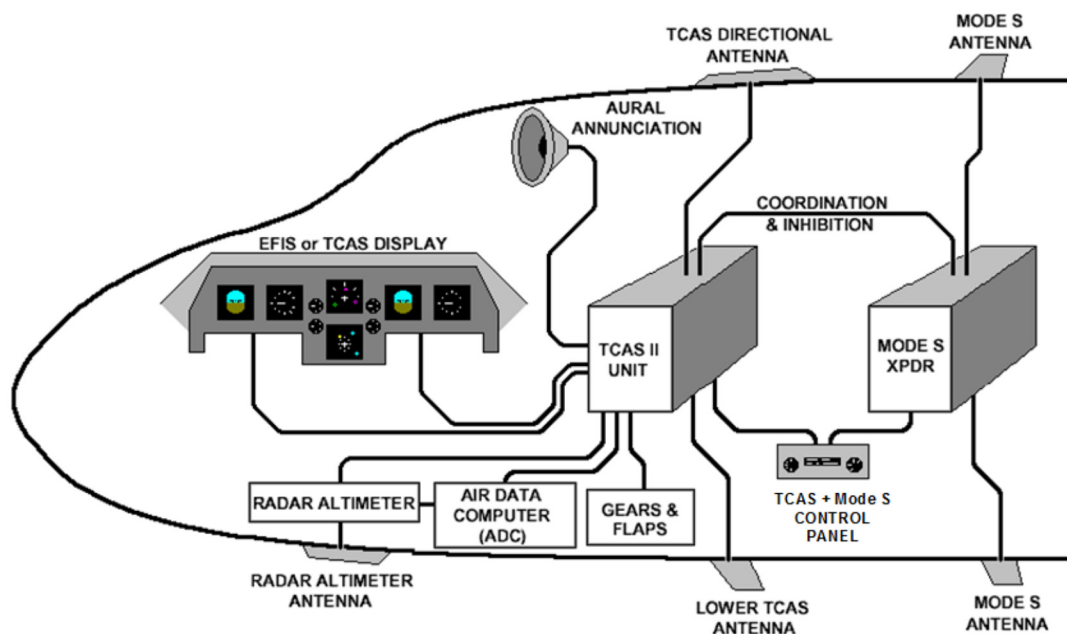 TCAS DIRECTIONAL
ANTENNA
MODE S
ANTENNA
AURAL
ANNUNCIATION
COORDINATION
& INHIBITION
EFIS or TCAS DISPLAY
TCAS II
UNIT
MODE S
XPDR
RADAR ALTIMETER
AIR DATA
COMPUTER
(ADC)
GEARS &
FLAPS
TCAS + Mode S
CONTROL
PANEL
RADAR ALTIMETER
ANTENNA
LOWER TCAS
ANTENNA
MODE S
ANTENNA